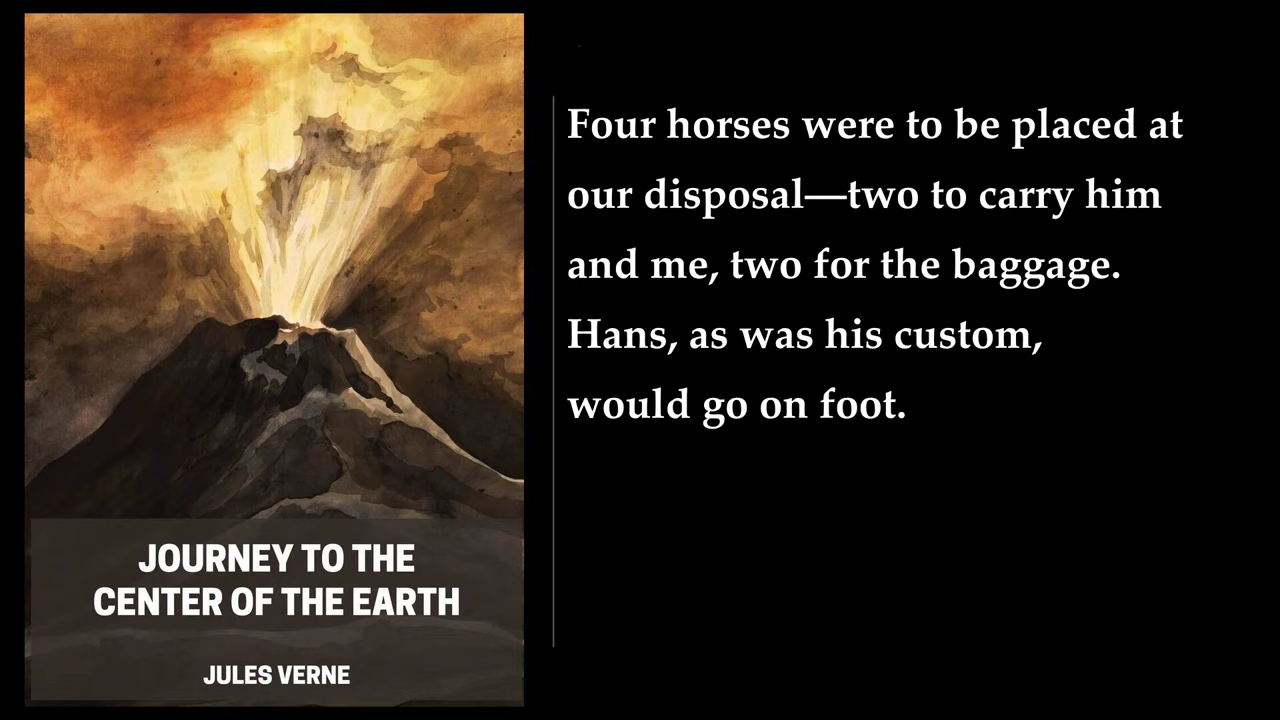 JOURNEY TO THE
CENTER OF THE EARTH
JULES VERNE
Four horses were to be placed at
our disposal—two to carry him
and me, two for the baggage.
Hans, as was his custom,
would go on foot.